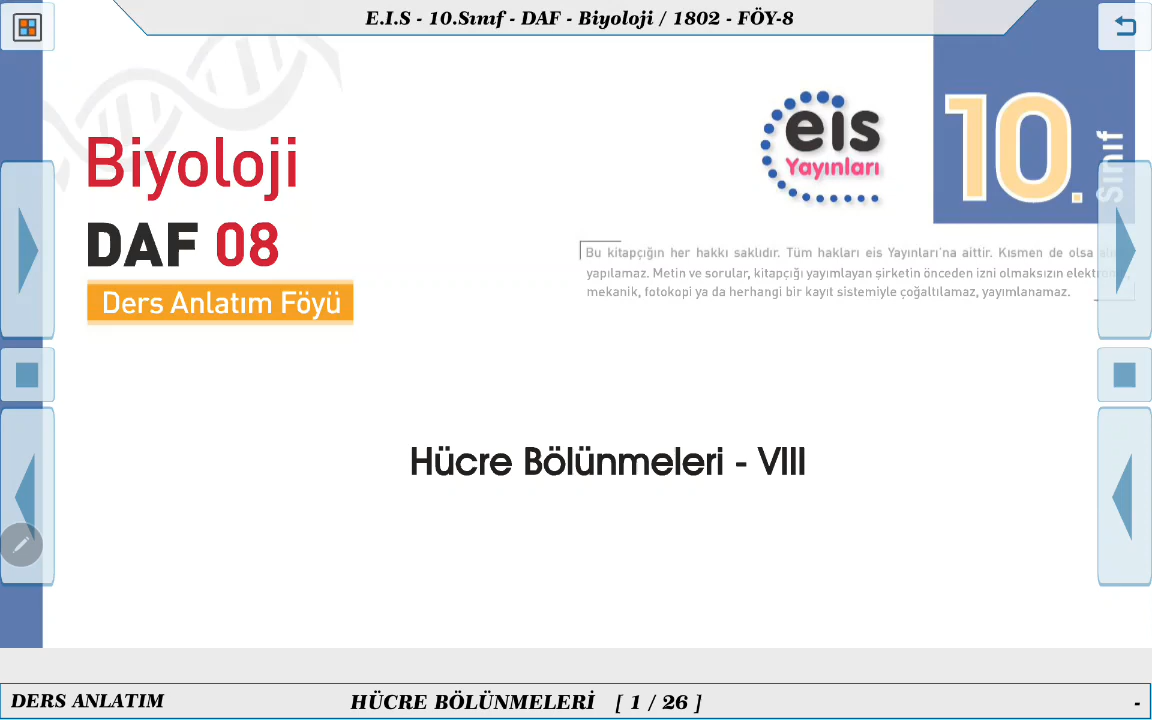 E.I.S - 10.Sınıf - DAF - Biyoloji / 1802 - FÖY-8
Biyoloji
DAF 08
Ders Anlatım Föyü
eis
Yayınları
10.
Sınıf
Bu kitapçığın her hakkı saklıdır. Tüm hakları eis Yayınları'na aittir. Kısmen de olsa
yapılamaz. Metin ve sorular, kitapçığı yayımlayan şirketin önceden izni olmaksızın
mekanik, fotokopi ya da herhangi bir kayıt sistemiyle çoğaltılamaz, yayımlanamaz.
Hücre Bölünmeleri - VIII
DERS ANLATIM
HÜCRE BÖLÜNMELERİ [ 1 / 26 ]
-